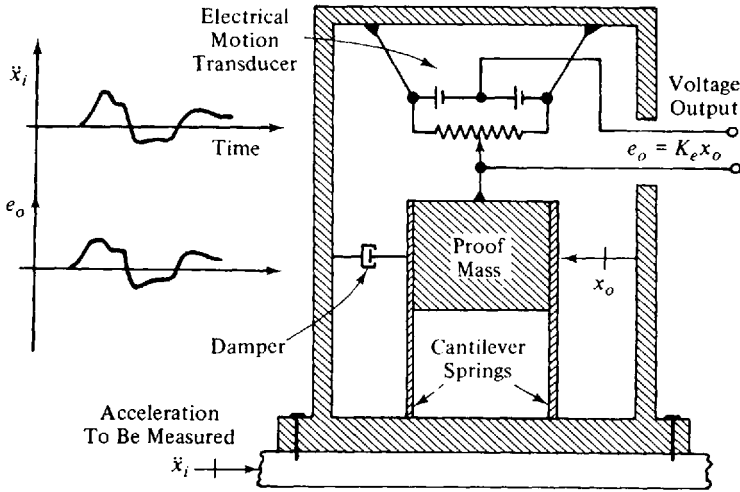 Electrical
Motion
Transducer
ẍᵢ
Time
Voltage
Output
eₒ = Kₑxₒ
eₒ
Proof
Mass
xₒ
Damper
Cantilever
Springs
Acceleration
To Be Measured
ẍᵢ